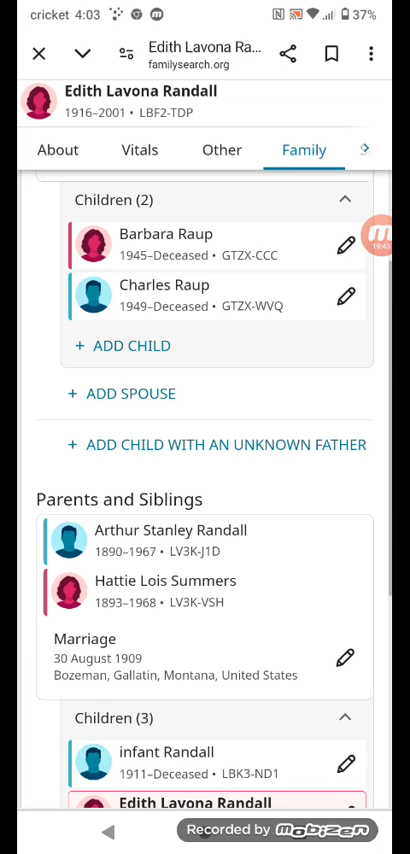 cricket 4:03
37%
Edith Lavona Ra...
familysearch.org
Edith Lavona Randall
1916–2001 • LBF2-TDP
About Vitals Other Family
Children (2)
Barbara Raup
1945–Deceased • GTZX-CCC
19:43
Charles Raup
1949–Deceased • GTZX-WVQ
+ ADD CHILD
+ ADD SPOUSE
+ ADD CHILD WITH AN UNKNOWN FATHER
Parents and Siblings
Arthur Stanley Randall
1890–1967 • LV3K-J1D
Hattie Lois Summers
1893–1968 • LV3K-VSH
Marriage
30 August 1909
Bozeman, Gallatin, Montana, United States
Children (3)
infant Randall
1911–Deceased • LBK3-ND1
Edith Lavona Randall
Recorded by mobizen